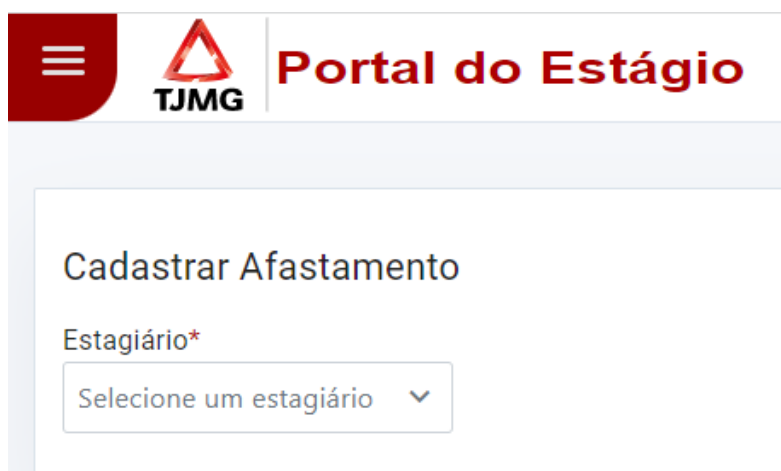 TJMG
Portal do Estágio
Cadastrar Afastamento
Estagiário*
Selecione um estagiário